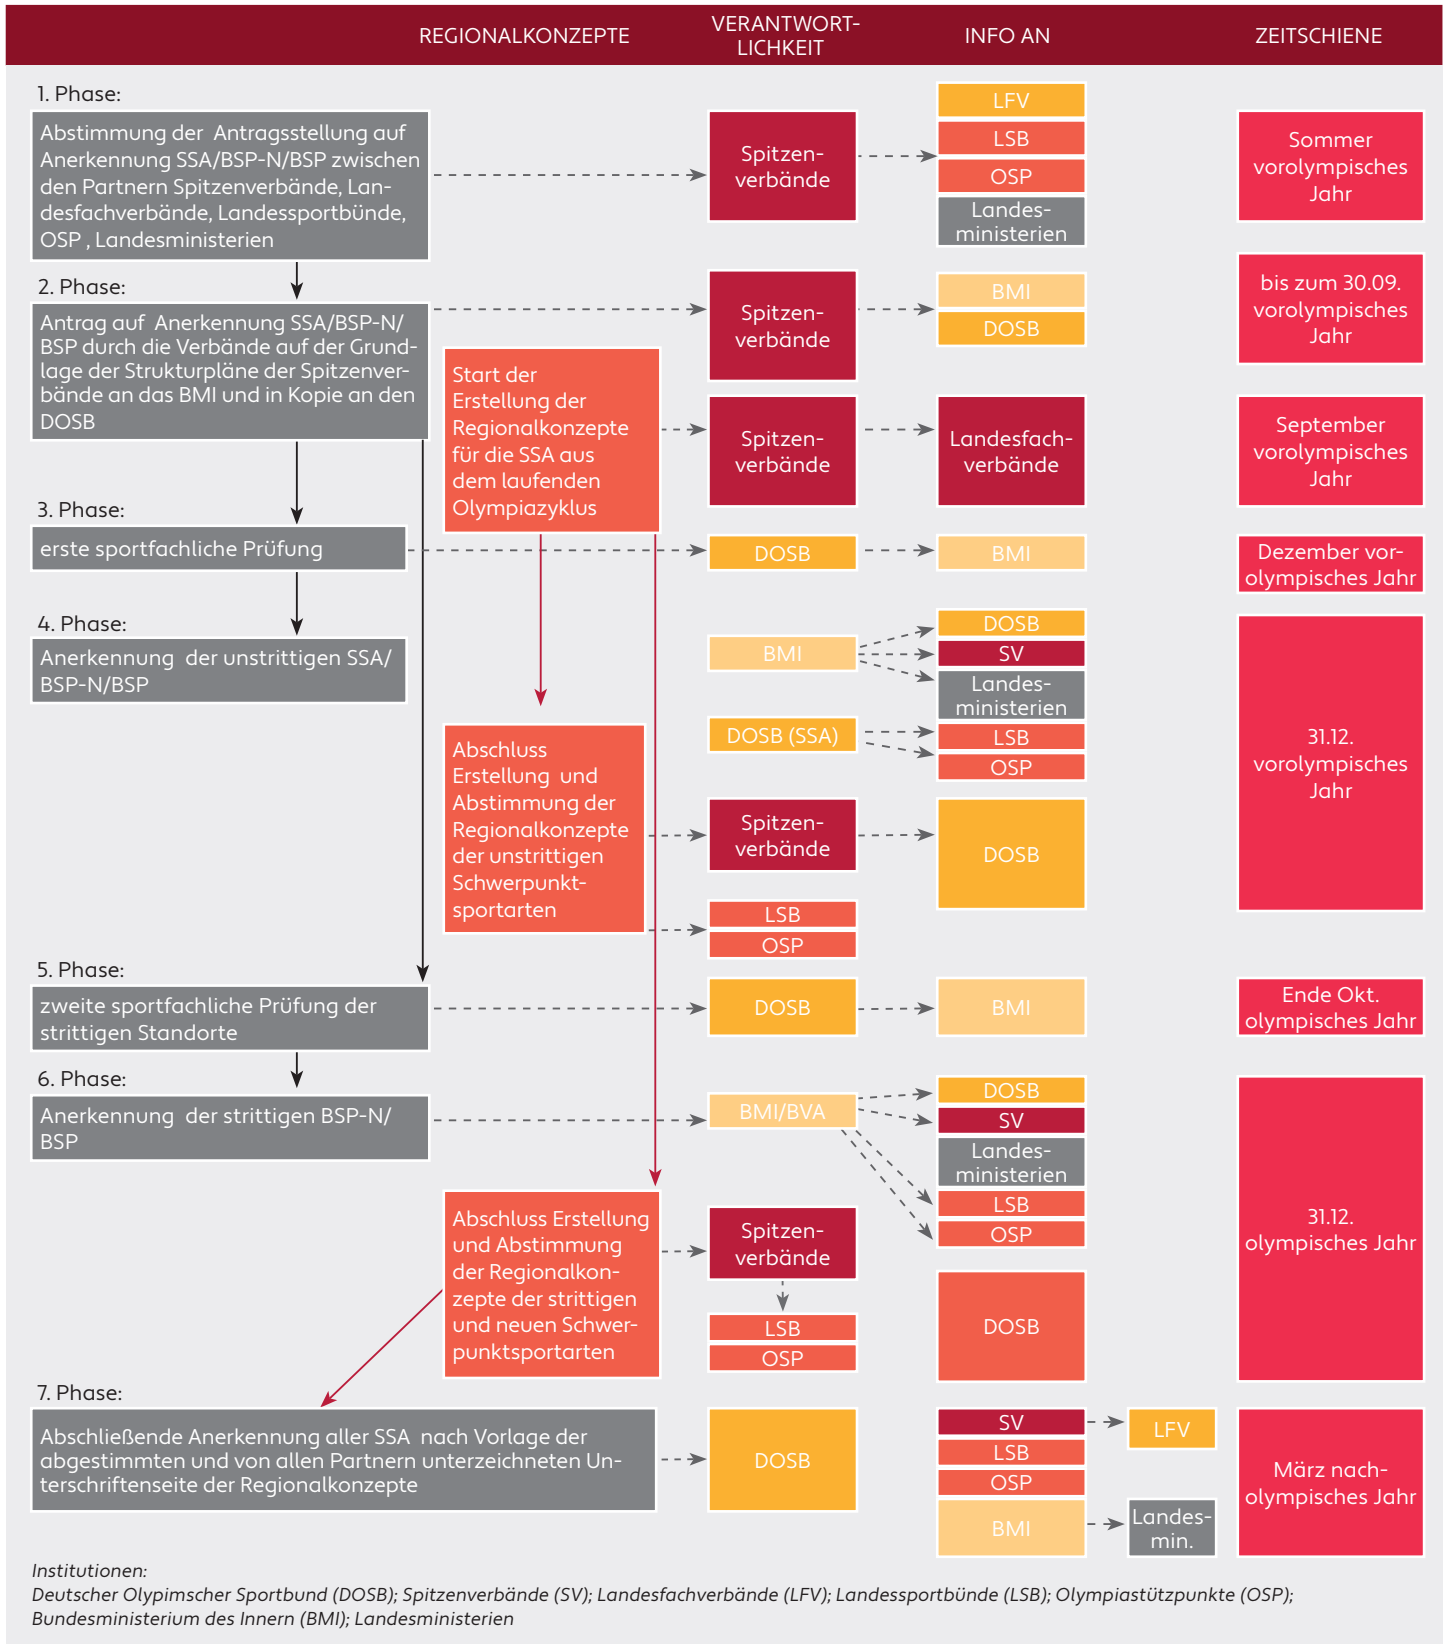 REGIONALKONZEPTE
VERANTWORT-
LICHKEIT
INFO AN
ZEITSCHIENE
1. Phase:
Abstimmung der Antragsstellung auf
Anerkennung SSA/BSP-N/BSP zwischen
den Partnern Spitzenverbände, Lan-
desfachverbände, Landessportbünde,
OSP , Landesministerien
Spitzen-
verbände
LFV
LSB
OSP
Landes-
ministerien
Sommer
vorolympisches
Jahr
2. Phase:
Antrag auf Anerkennung SSA/BSP-N/
BSP durch die Verbände auf der Grund-
lage der Strukturpläne der Spitzenver-
bände an das BMI und in Kopie an den
DOSB
Spitzen-
verbände
BMI
DOSB
bis zum 30.09.
vorolympisches
Jahr
Start der
Erstellung der
Regionalkonzepte
für die SSA aus
dem laufenden
Olympiazyklus
Spitzen-
verbände
Landesfach-
verbände
September
vorolympisches
Jahr
3. Phase:
erste sportfachliche Prüfung
DOSB
BMI
Dezember vor-
olympisches Jahr
4. Phase:
Anerkennung der unstrittigen SSA/
BSP-N/BSP
BMI
DOSB
SV
Landes-
ministerien
DOSB (SSA)
LSB
OSP
31.12.
vorolympisches
Jahr
Abschluss
Erstellung und
Abstimmung der
Regionalkonzepte
der unstrittigen
Schwerpunkt-
sportarten
Spitzen-
verbände
DOSB
LSB
OSP
5. Phase:
zweite sportfachliche Prüfung der
strittigen Standorte
DOSB
BMI
Ende Okt.
olympisches Jahr
6. Phase:
Anerkennung der strittigen BSP-N/
BSP
BMI/BVA
DOSB
SV
Landes-
ministerien
LSB
OSP
31.12.
olympisches Jahr
Abschluss Erstellung
und Abstimmung
der Regionalkon-
zepte der strittigen
und neuen Schwer-
punktsportarten
Spitzen-
verbände
LSB
OSP
DOSB
7. Phase:
Abschließende Anerkennung aller SSA nach Vorlage der
abgestimmten und von allen Partnern unterzeichneten Un-
terschriftenseite der Regionalkonzepte
DOSB
SV
LSB
OSP
BMI
LFV
Landes-
min.
März nach-
olympisches Jahr
Institutionen:
Deutscher Olypimscher Sportbund (DOSB); Spitzenverbände (SV); Landesfachverbände (LFV); Landessportbünde (LSB); Olympiastützpunkte (OSP);
Bundesministerium des Innern (BMI); Landesministerien